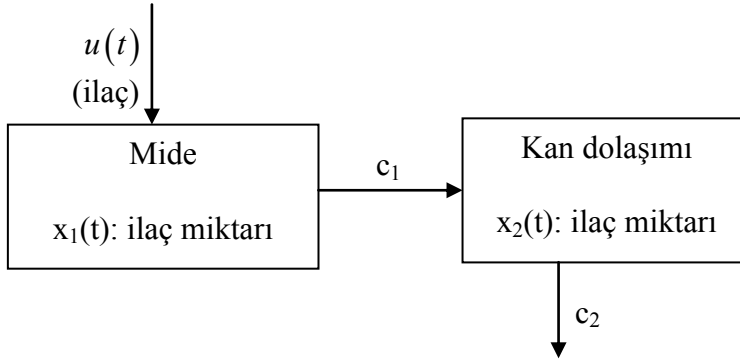 u(t)
(ilaç)
Mide
x₁(t): ilaç miktarı
c₁
Kan dolaşımı
x₂(t): ilaç miktarı
c₂